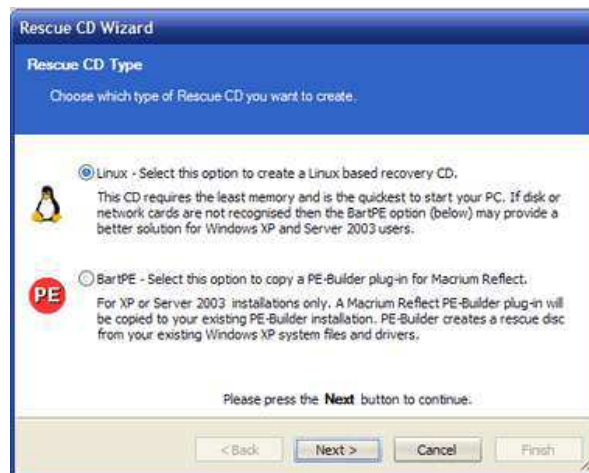 Rescue CD Wizard
Rescue CD Type
Choose which type of Rescue CD you want to create.
Linux - Select this option to create a Linux based recovery CD.
This CD requires the least memory and is the quickest to start your PC. If disk or
network cards are not recognised then the BartPE option (below) may provide a
better solution for Windows XP and Server 2003 users.
BartPE - Select this option to copy a PE-Builder plug-in for Macrium Reflect.
PE
For XP or Server 2003 installations only. A Macrium Reflect PE-Builder plug-in will
be copied to your existing PE-Builder installation. PE-Builder creates a rescue disc
from your existing Windows XP system files and drivers.
Please press the Next button to continue.
< Back Next > Cancel Finish